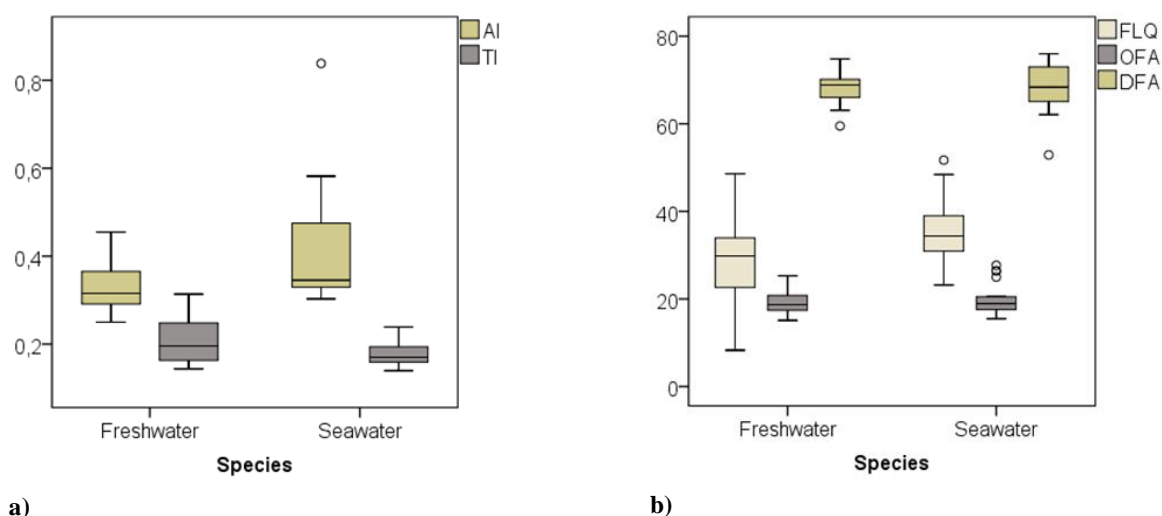 AI
TI
0,8
0,6
0,4
0,2
Freshwater Seawater
Species
a)
FLQ
OFA
DFA
80
60
40
20
0
Freshwater Seawater
Species
b)